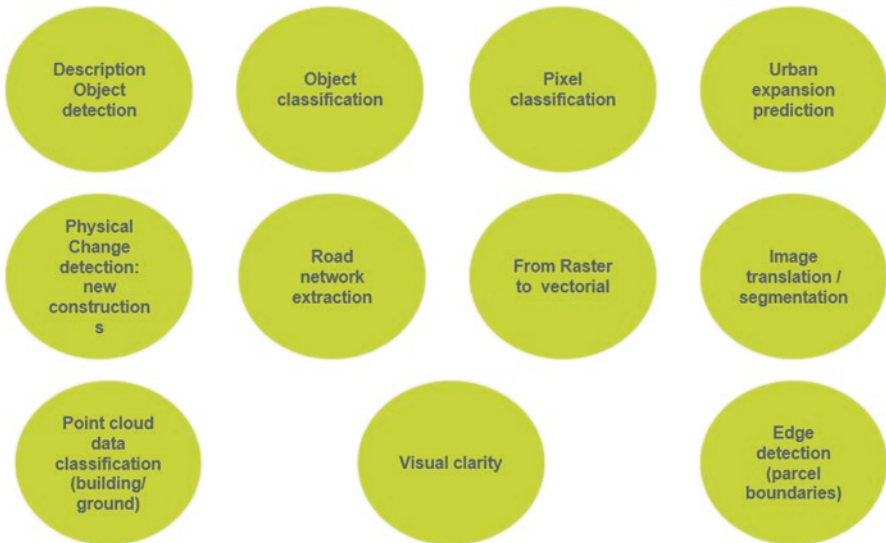 Description
Object
detection
Object
classification
Pixel
classification
Urban
expansion
prediction
Physical
Change
detection:
new
construction
s
Road
network
extraction
From Raster
to vectorial
Image
translation /
segmentation
Point cloud
data
classification
(building/
ground)
Visual clarity
Edge
detection
(parcel
boundaries)